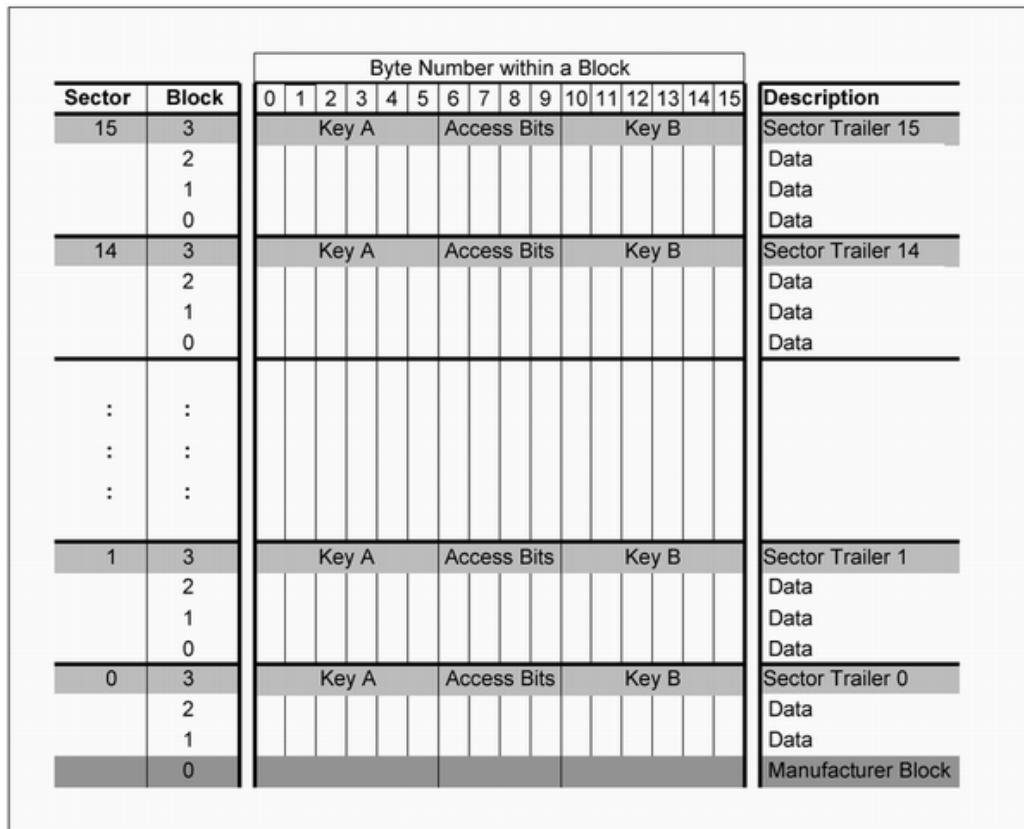 Byte Number within a Block
Sector Block 0 1 2 3 4 5 6 7 8 9 10 11 12 13 14 15 Description
15 3 Key A Access Bits Key B Sector Trailer 15
2 Data
1 Data
0 Data
14 3 Key A Access Bits Key B Sector Trailer 14
2 Data
1 Data
0 Data
: :
: :
: :
1 3 Key A Access Bits Key B Sector Trailer 1
2 Data
1 Data
0 Data
0 3 Key A Access Bits Key B Sector Trailer 0
2 Data
1 Data
0 Manufacturer Block